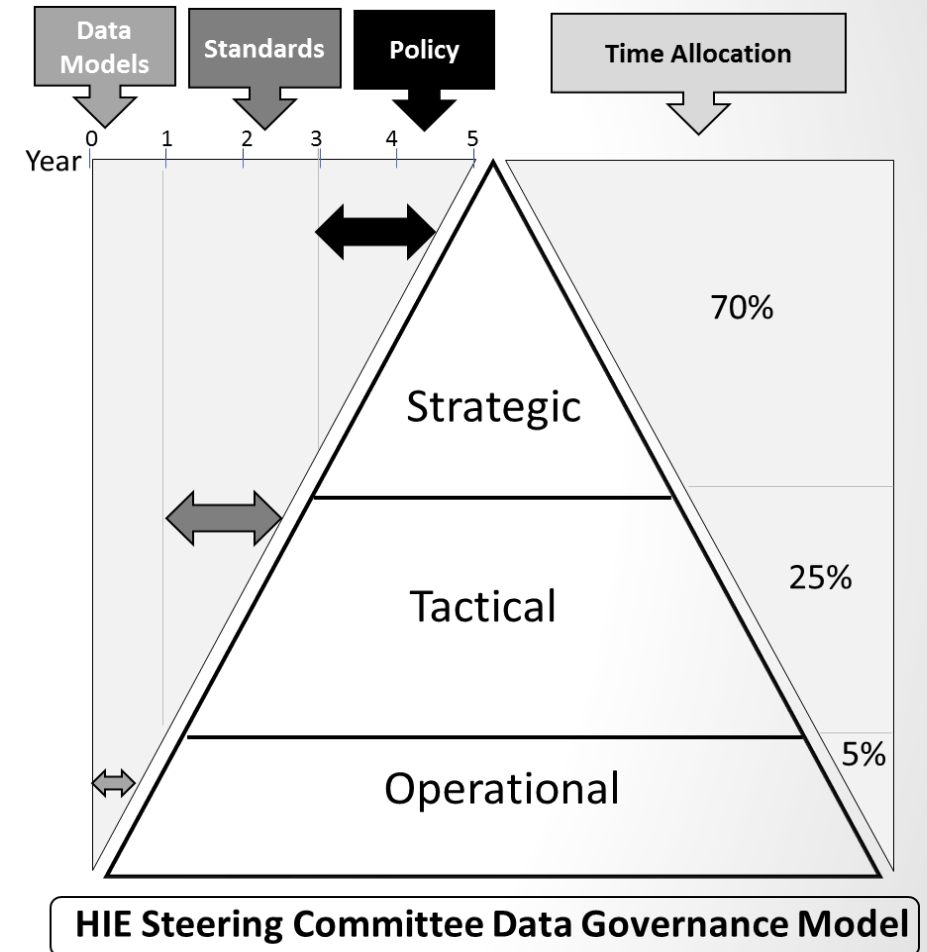 Data
Models
Standards
Policy
Time Allocation
0 1 2 3 4 5
Year
70%
Strategic
25%
Tactical
5%
Operational
HIE Steering Committee Data Governance Model